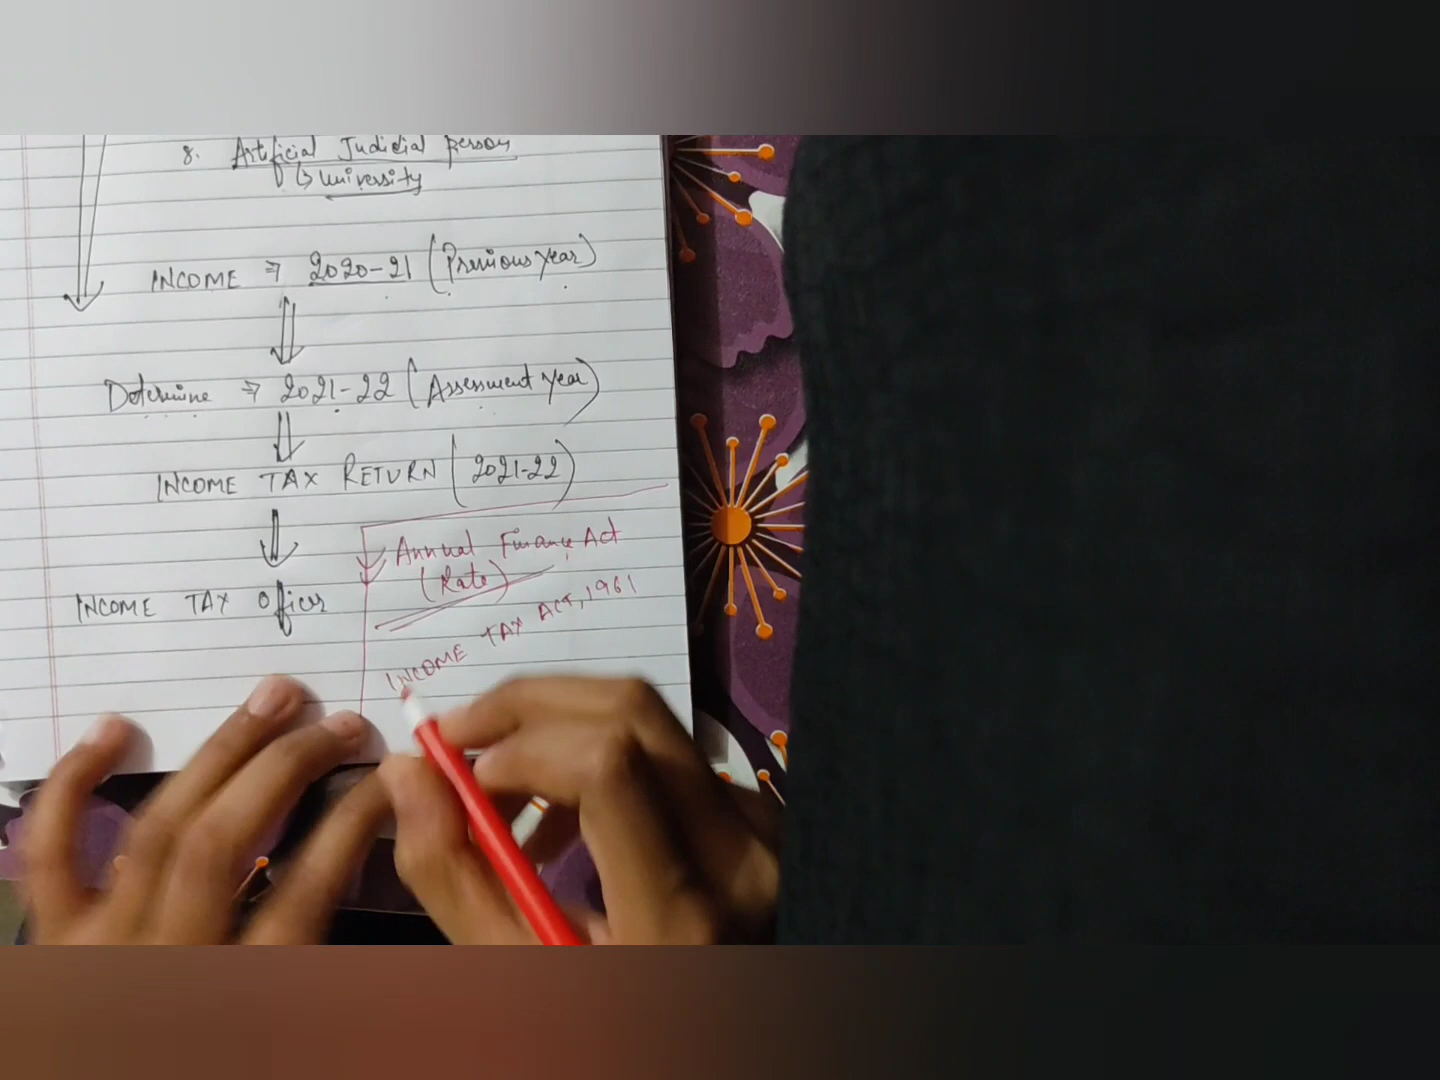 8. Artificial Judicial person
↳ University
INCOME ⇒ 2020-21 (Previous year)
Determine ⇒ 2021-22 (Assessment year)
INCOME TAX RETURN (2021-22)
Annual Finance Act
(Rate)
INCOME TAX Officer
INCOME TAX ACT, 1961